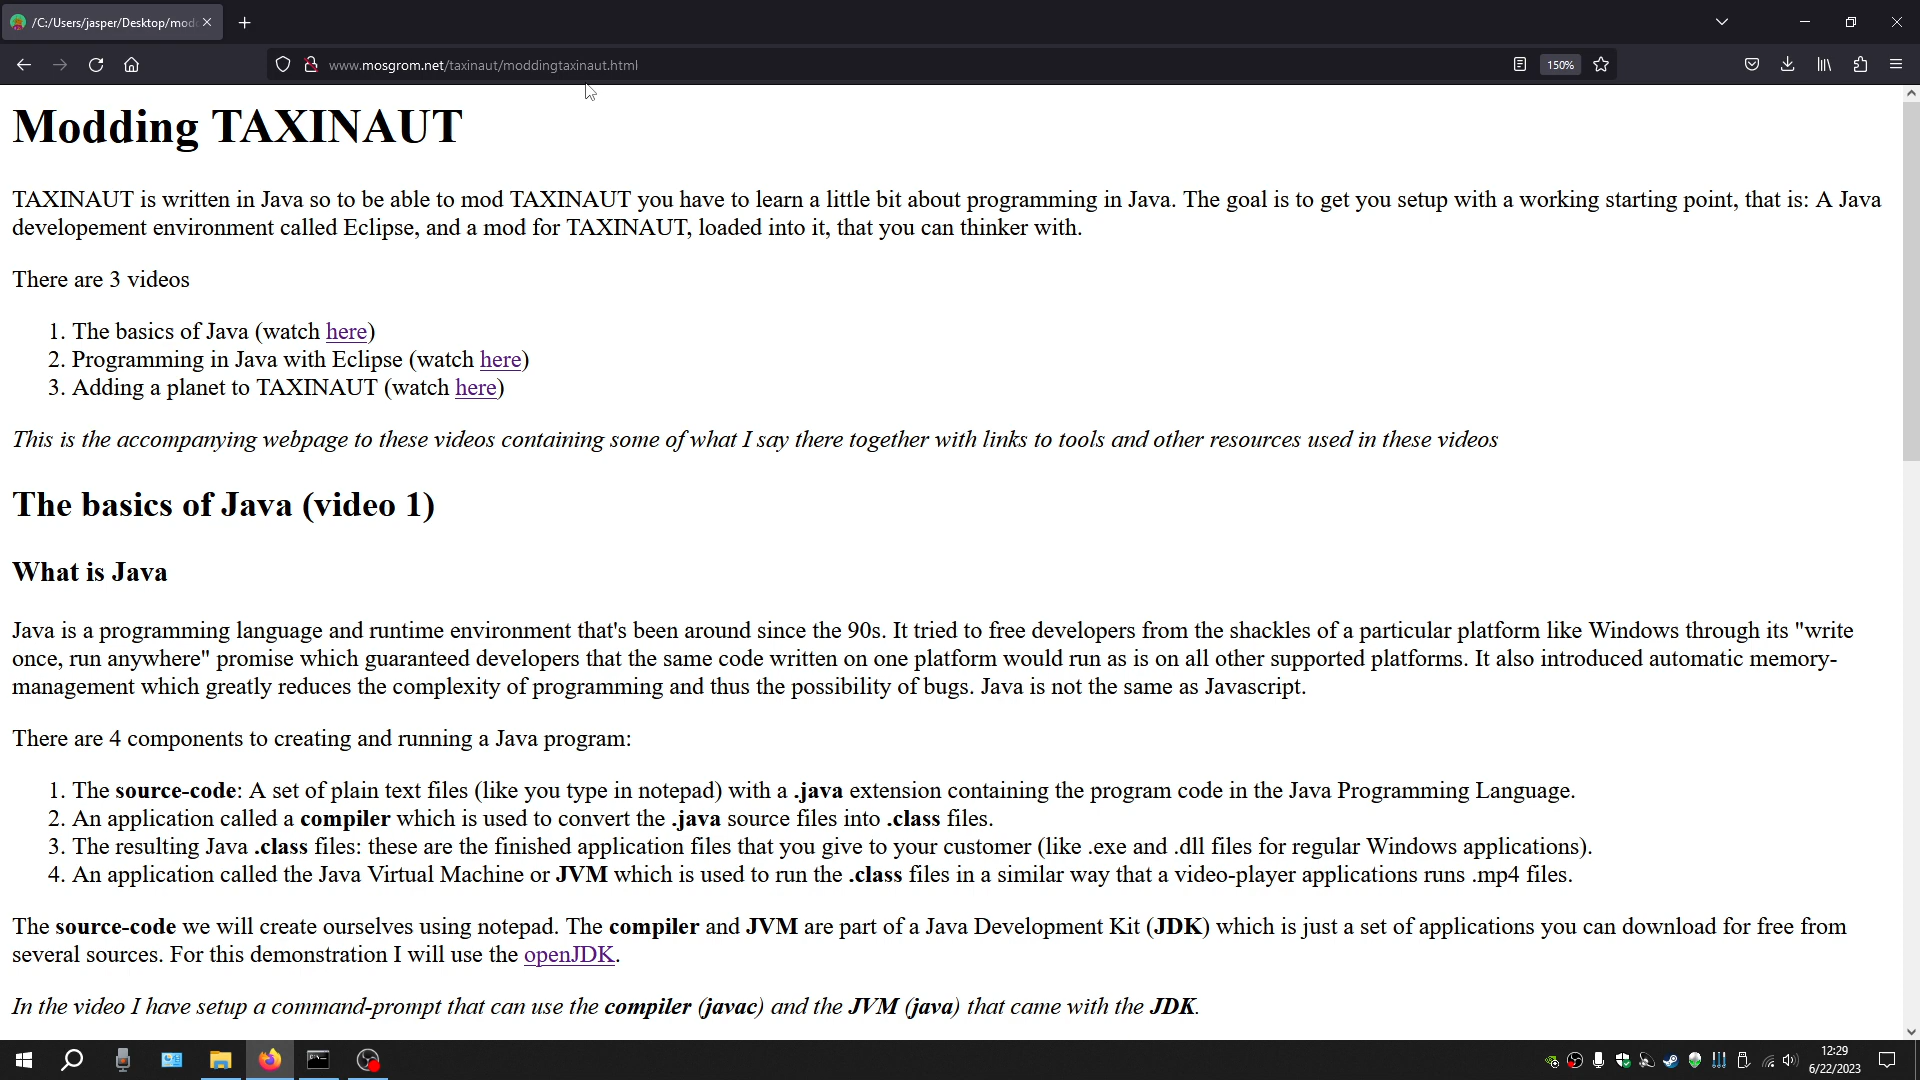 /C:/Users/jasper/Desktop/mod
www.mosgrom.net/taxinaut/moddingtaxinaut.html
150%
Modding TAXINAUT
TAXINAUT is written in Java so to be able to mod TAXINAUT you have to learn a little bit about programming in Java. The goal is to get you setup with a working starting point, that is: A Java
developement environment called Eclipse, and a mod for TAXINAUT, loaded into it, that you can thinker with.
There are 3 videos
1. The basics of Java (watch here)
2. Programming in Java with Eclipse (watch here)
3. Adding a planet to TAXINAUT (watch here)
This is the accompanying webpage to these videos containing some of what I say there together with links to tools and other resources used in these videos
The basics of Java (video 1)
What is Java
Java is a programming language and runtime environment that's been around since the 90s. It tried to free developers from the shackles of a particular platform like Windows through its "write
once, run anywhere" promise which guaranteed developers that the same code written on one platform would run as is on all other supported platforms. It also introduced automatic memory-
management which greatly reduces the complexity of programming and thus the possibility of bugs. Java is not the same as Javascript.
There are 4 components to creating and running a Java program:
1. The source-code: A set of plain text files (like you type in notepad) with a .java extension containing the program code in the Java Programming Language.
2. An application called a compiler which is used to convert the .java source files into .class files.
3. The resulting Java .class files: these are the finished application files that you give to your customer (like .exe and .dll files for regular Windows applications).
4. An application called the Java Virtual Machine or JVM which is used to run the .class files in a similar way that a video-player applications runs .mp4 files.
The source-code we will create ourselves using notepad. The compiler and JVM are part of a Java Development Kit (JDK) which is just a set of applications you can download for free from
several sources. For this demonstration I will use the openJDK.
In the video I have setup a command-prompt that can use the compiler (javac) and the JVM (java) that came with the JDK.
12:29
6/22/2023